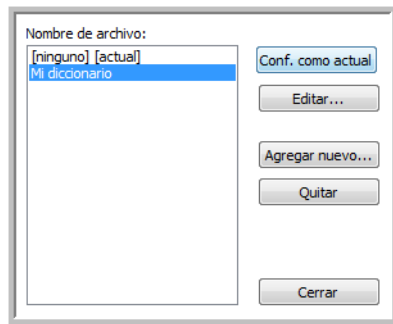 Nombre de archivo:
[ninguno] [actual]
Mi diccionario
Conf. como actual
Editar...
Agregar nuevo...
Quitar
Cerrar